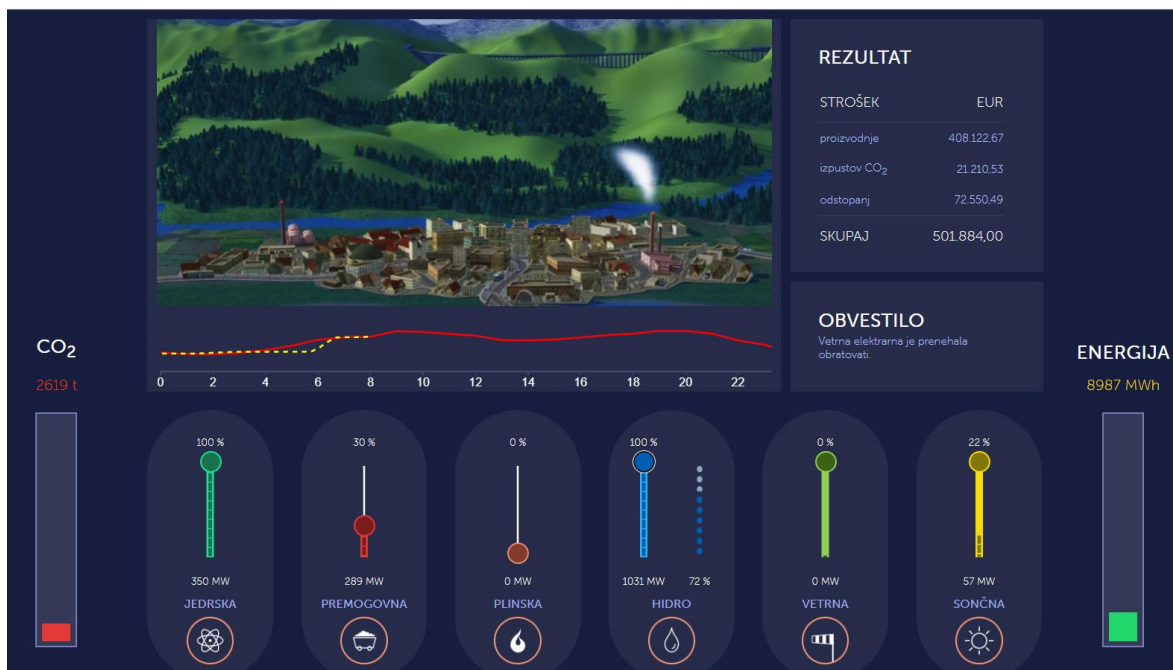 REZULTAT
STROŠEK EUR
proizvodnje 408.122,67
izpustov CO₂ 21.210,53
odstopanj 72.550,49
SKUPAJ 501.884,00
OBVESTILO
Vetrna elektrarna je prenehala
obratovati.
CO₂
2619 t
ENERGIJA
8987 MWh
0 2 4 6 8 10 12 14 16 18 20 22
100 % 30 % 0 % 100 % 0 % 22 %
350 MW 289 MW 0 MW 1031 MW 72 % 0 MW 57 MW
JEDRSKA PREMOGOVNA PLINSKA HIDRO VETRNA SONČNA